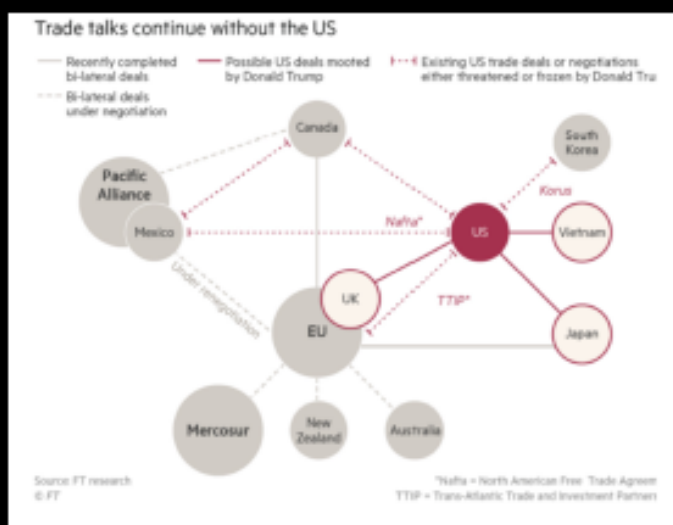 Trade talks continue without the US
Recently completed
bi-lateral deals
Possible US deals mooted
by Donald Trump
Existing US trade deals or negotiations
either threatened or frozen by Donald Tru
Bi-lateral deals
under negotiation
Canada
South
Korea
Pacific
Alliance
Korus
Mexico
Nafta*
US
Vietnam
Under renegotiation
UK
TTIP*
EU
Japan
Mercosur
New
Zealand
Australia
Source: FT research
© FT
*Nafta = North American Free Trade Agreem
TTIP = Trans-Atlantic Trade and Investment Partners